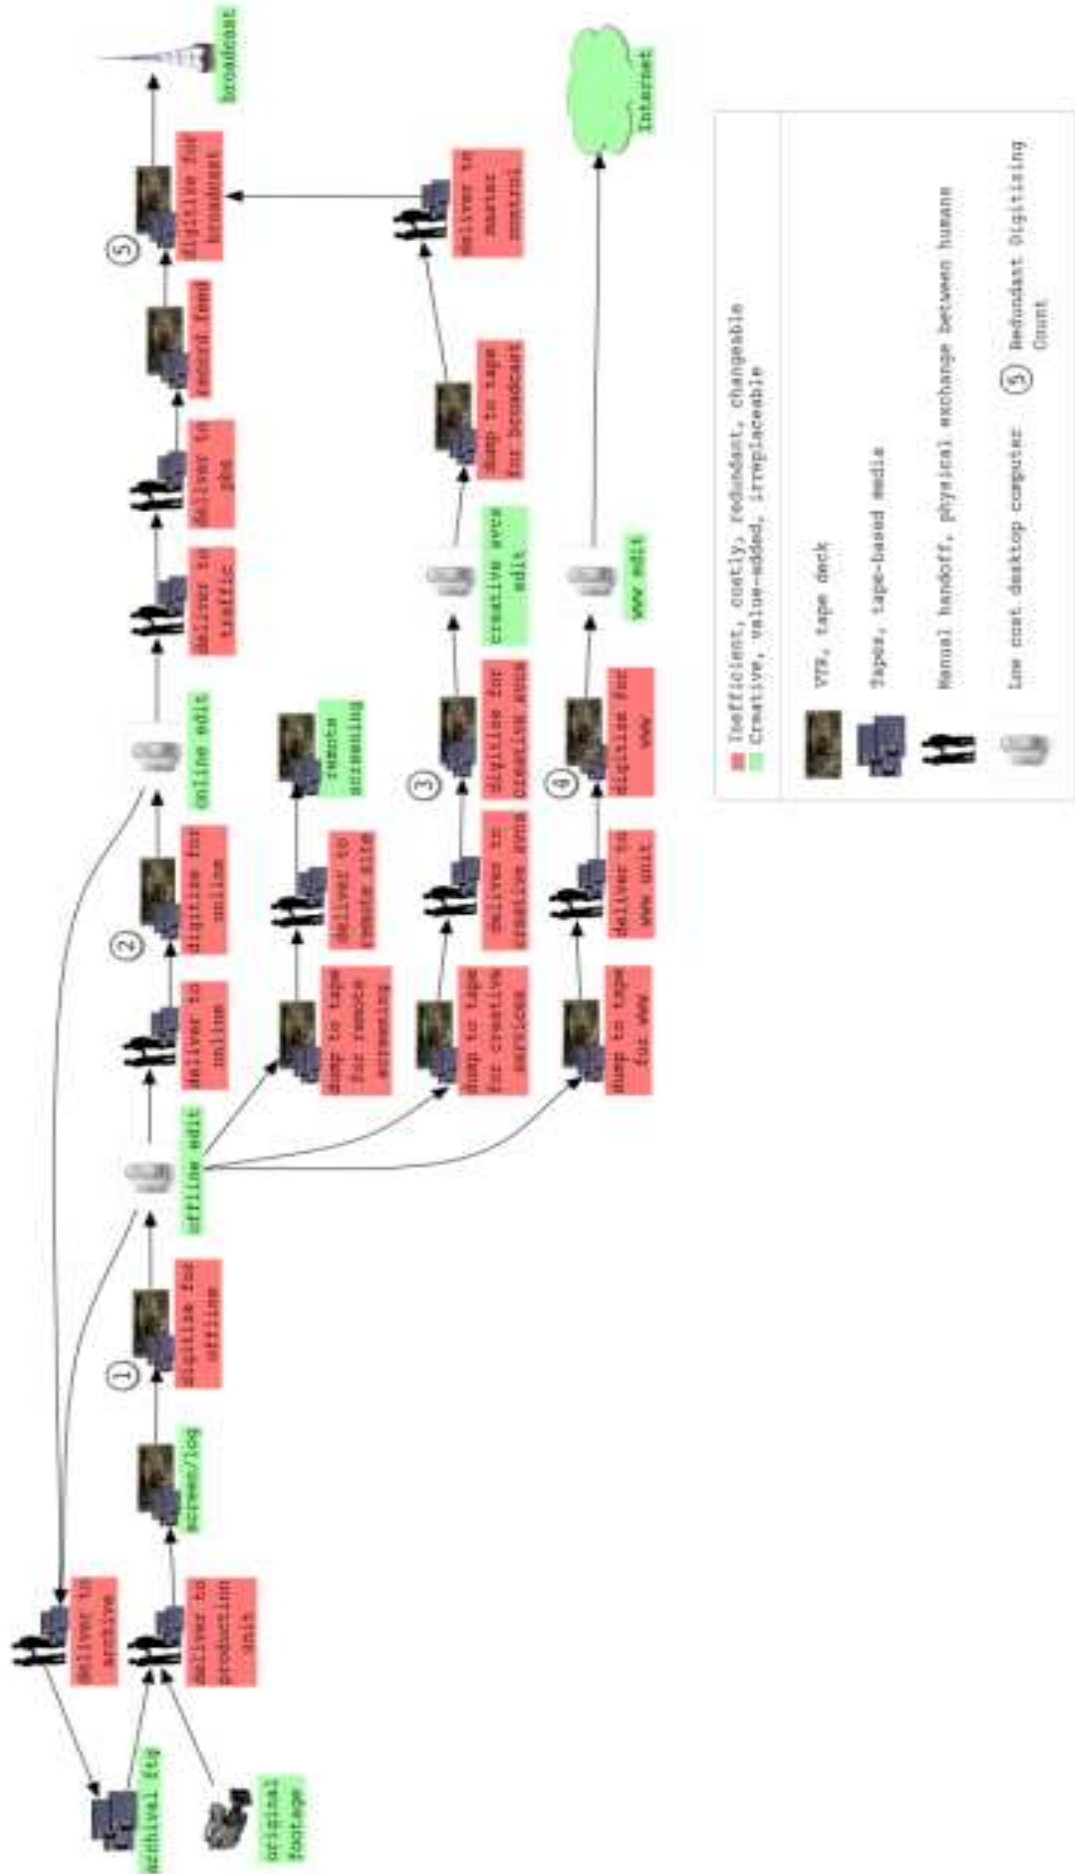 archival ftg
original
footage
deliver to
archive
deliver to
production
unit
screen/log
1
digitize for
offline
offline edit
deliver to
online
2
digitize for
online
online edit
deliver to
traffic
deliver to
pbs
record feed
5
digitize for
broadcast
broadcast
dump to tape
for remote
screening
deliver to
remote site
remote
screening
dump to tape
for creative
services
deliver to
creative svcs
3
digitize for
creative svcs
creative svcs
edit
dump to tape
for broadcast
deliver to
master
control
dump to tape
for www
deliver to
www unit
4
digitize for
www
www edit
Internet
Inefficient, costly, redundant, changeable
Creative, value-added, irreplaceable
VTR, tape deck
Tapes, tape-based media
Manual handoff, physical exchange between humans
Low cost desktop computer
5 Redundant Digitizing
Count